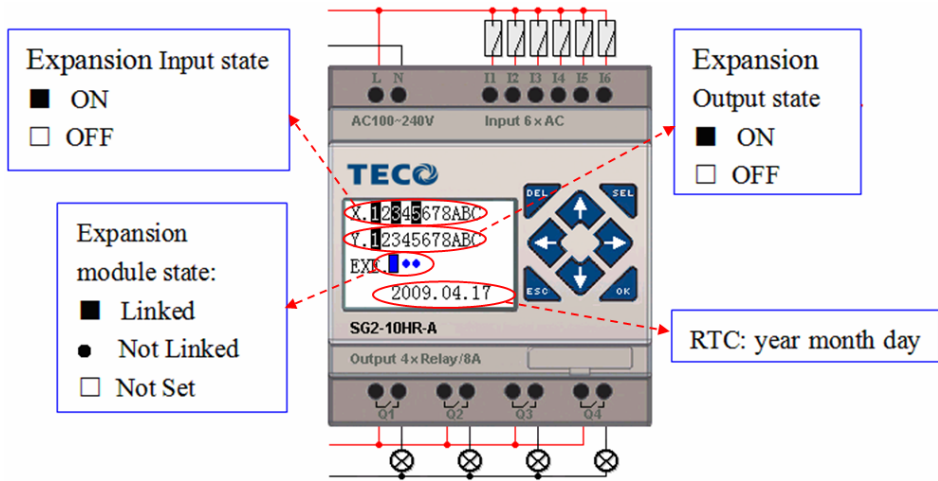 Expansion Input state
■ ON
□ OFF
Expansion
Output state
■ ON
□ OFF
L N
I1 I2 I3 I4 I5 I6
AC100~240V Input 6×AC
TECO
X.12345678ABC
Y.12345678ABC
EXE.
2009.04.17
DEL
SEL
ESC
OK
SG2-10HR-A
Output 4×Relay/8A
Q1 Q2 Q3 Q4
Expansion
module state:
■ Linked
● Not Linked
□ Not Set
RTC: year month day